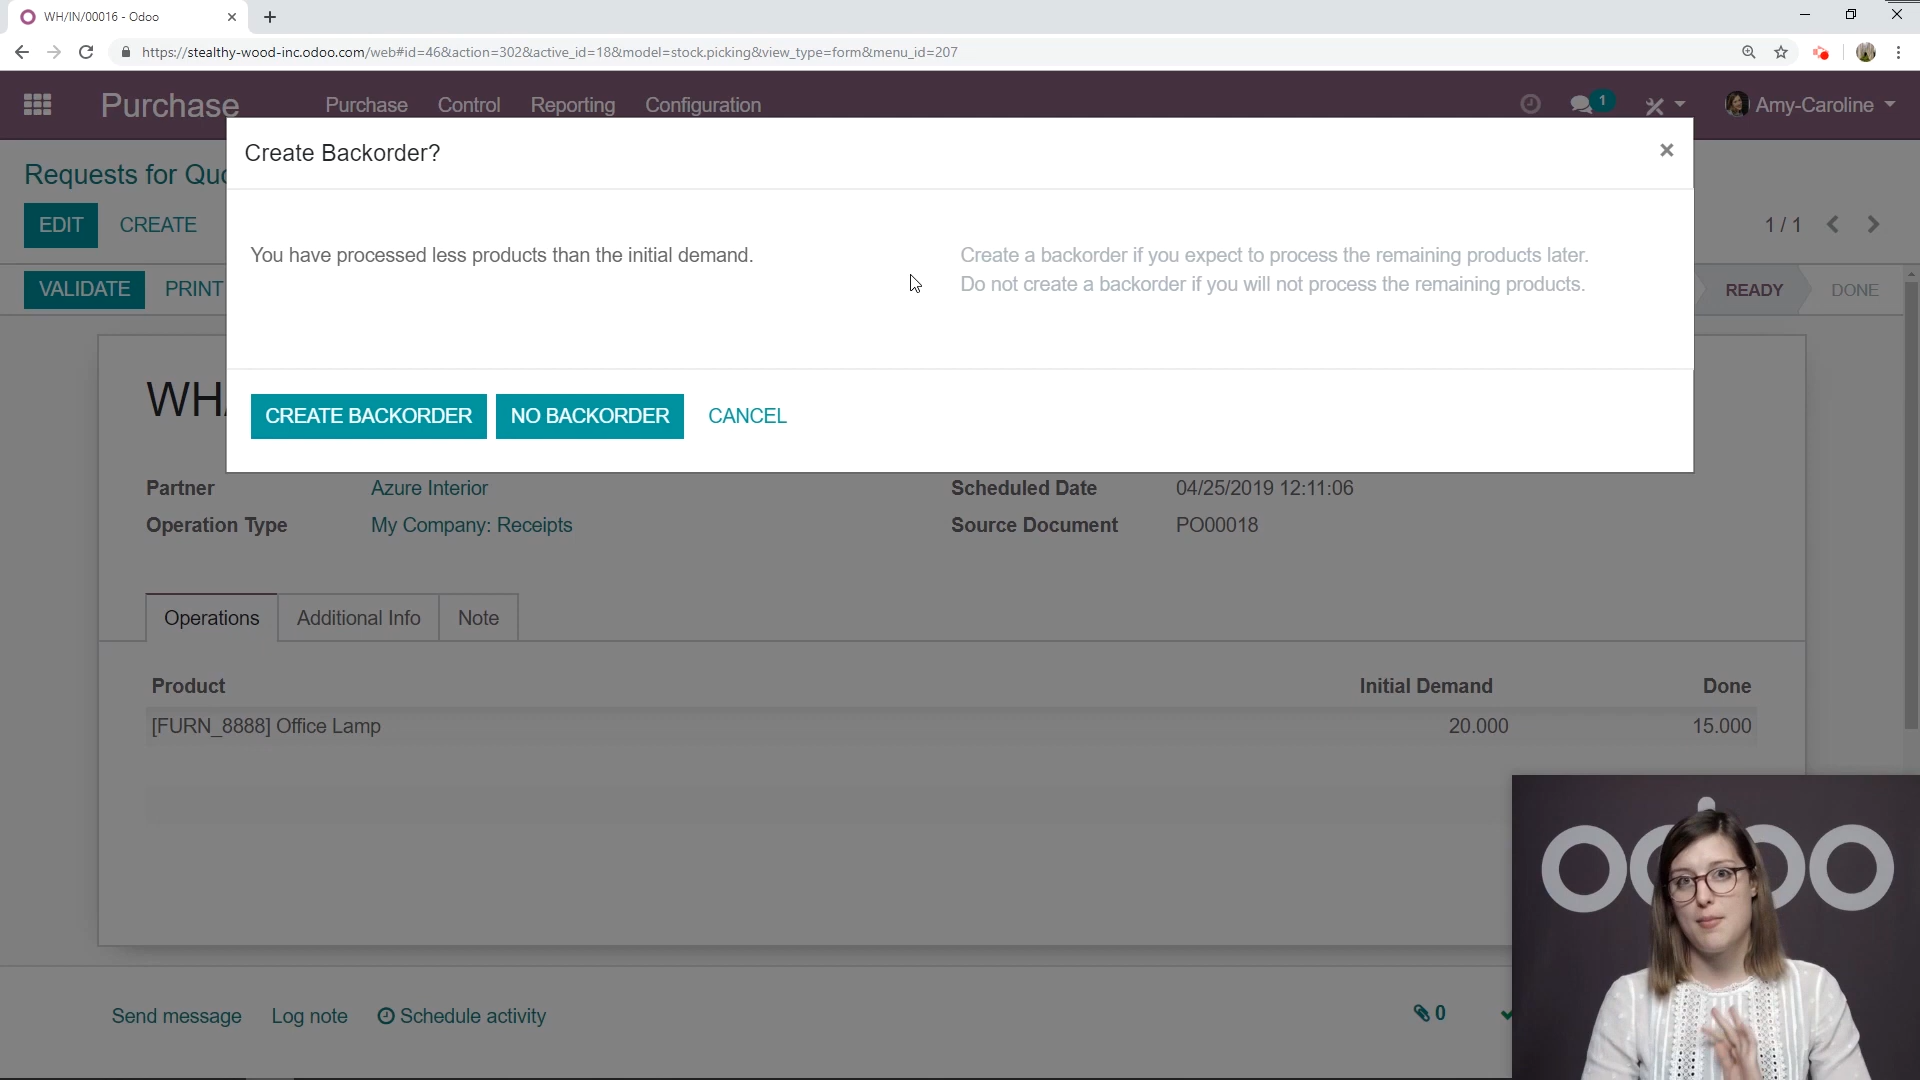 WH/IN/00016 - Odoo
https://stealthy-wood-inc.odoo.com/web#id=46&action=302&active_id=18&model=stock.picking&view_type=form&menu_id=207
Purchase
Purchase Control Reporting Configuration
1
Amy-Caroline
Create Backorder?
Requests for Quo
EDIT CREATE
1 / 1
You have processed less products than the initial demand.
Create a backorder if you expect to process the remaining products later.
Do not create a backorder if you will not process the remaining products.
VALIDATE PRINT
READY DONE
WH/
CREATE BACKORDER NO BACKORDER CANCEL
Partner Azure Interior
Scheduled Date 04/25/2019 12:11:06
Operation Type My Company: Receipts
Source Document PO00018
Operations Additional Info Note
Product Initial Demand Done
[FURN_8888] Office Lamp 20.000 15.000
odoo
Send message Log note Schedule activity
0